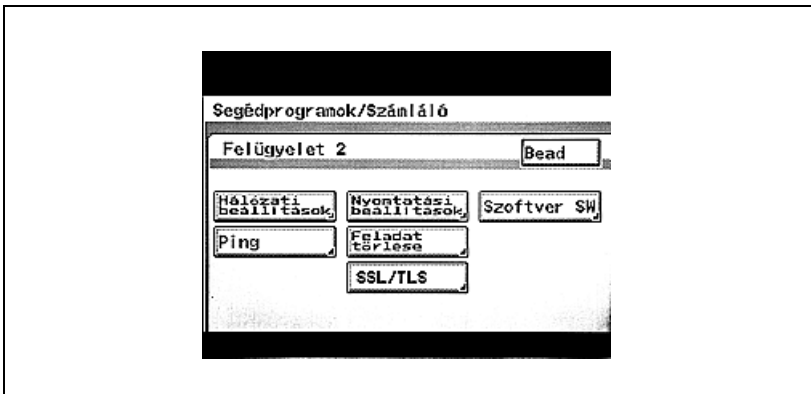 Segédprogramok/Számláló
Felügyelet 2
Bead
Hálózati
beállítások
Nyomtatási
beállítások
Szoftver SW
Ping
Feladat
törlése
SSL/TLS